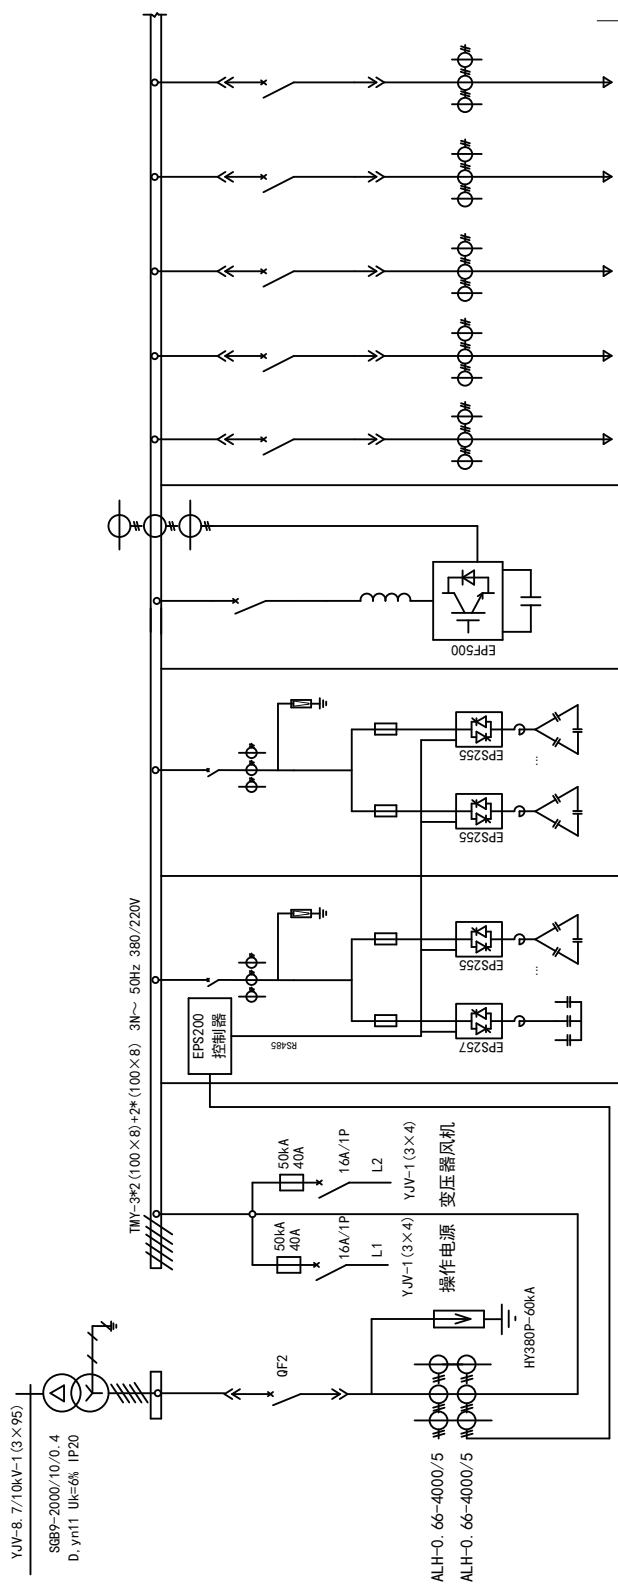 YJV-8.7/10kV-1(3×95)
SGB9-2000/10/0.4
D,yn11 Uk=6% IP20
TMY-3*2(100×8)+2*(100×8) 3N～ 50Hz 380/220V
QF2
ALH-0.66-4000/5
ALH-0.66-4000/5
HY380P-60kA
50kA
40A
16A/1P
L1
YJV-1(3×4)
操作电源
50kA
40A
16A/1P
L2
YJV-1(3×4)
变压器风机
EPS200
控制器
RS485
EPS257
EPS255
...
EPS255
EPS255
...
EPF500